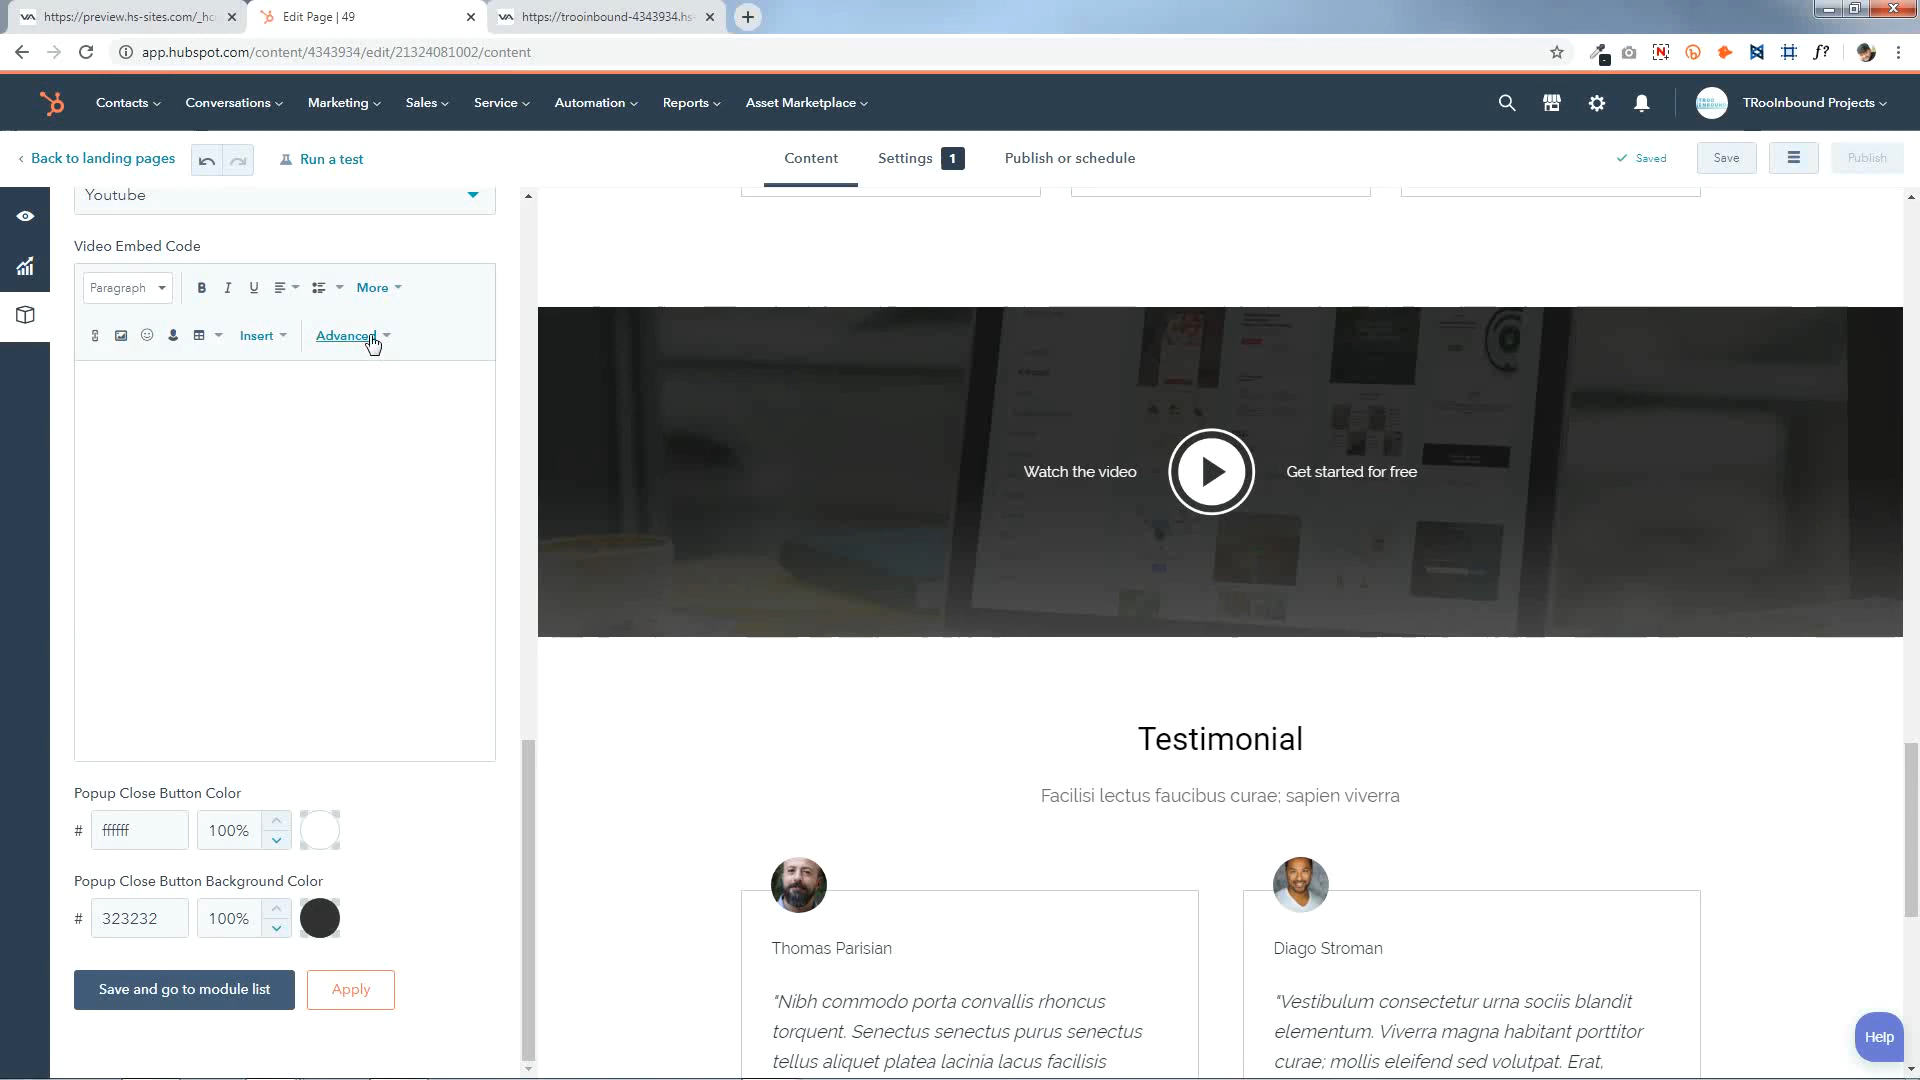 https://preview.hs-sites.com/_hc
Edit Page | 49
https://trooinbound-4343934.hs-
app.hubspot.com/content/4343934/edit/21324081002/content
Contacts
Conversations
Marketing
Sales
Service
Automation
Reports
Asset Marketplace
TRooInbound Projects
Back to landing pages
Run a test
Content
Settings 1
Publish or schedule
Saved
Save
Publish
Youtube
Video Embed Code
Paragraph
B I U
More
Insert
Advanced
Watch the video
Get started for free
Testimonial
Facilisi lectus faucibus curae; sapien viverra
Popup Close Button Color
# ffffff 100%
Popup Close Button Background Color
# 323232 100%
Save and go to module list
Apply
Thomas Parisian
"Nibh commodo porta convallis rhoncus
torquent. Senectus senectus purus senectus
tellus aliquet platea lacinia lacus facilisis
Diago Stroman
"Vestibulum consectetur urna sociis blandit
elementum. Viverra magna habitant porttitor
curae; mollis eleifend sed volutpat. Erat,
Help